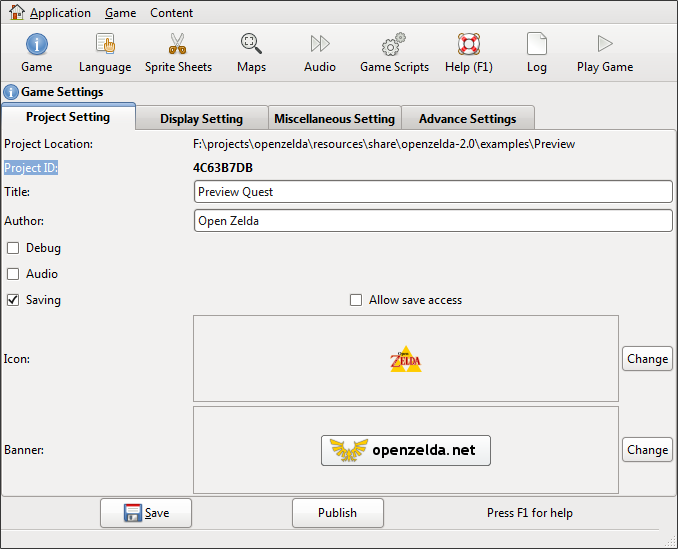 Application Game Content
Game Language Sprite Sheets Maps Audio Game Scripts Help (F1) Log Play Game
Game Settings
Project Setting Display Setting Miscellaneous Setting Advance Settings
Project Location: F:\projects\openzelda\resources\share\openzelda-2.0\examples\Preview
Project ID: 4C63B7DB
Title: Preview Quest
Author: Open Zelda
Debug
Audio
Saving Allow save access
Open
Icon: ZELDA Change
Banner: openzelda.net Change
Save Publish Press F1 for help